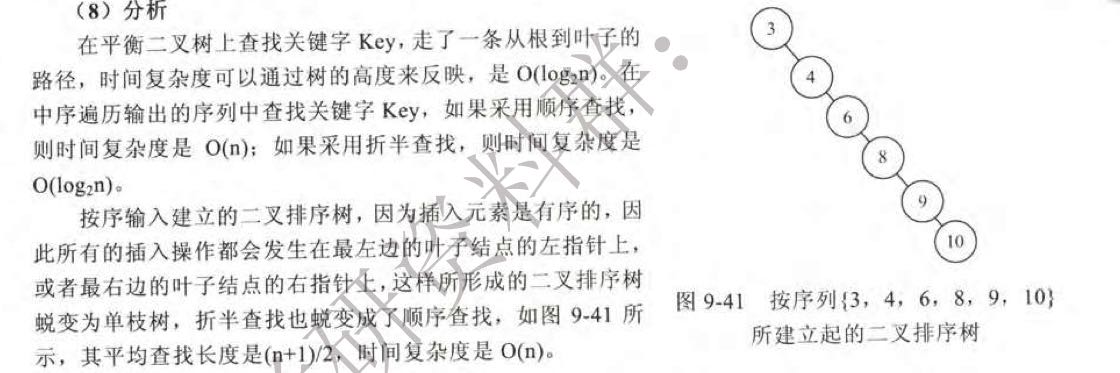 （8）分析
在平衡二叉树上查找关键字 Key，走了一条从根到叶子的
路径，时间复杂度可以通过树的高度来反映，是 O(log₂n)。在
中序遍历输出的序列中查找关键字 Key，如果采用顺序查找，
则时间复杂度是 O(n)；如果采用折半查找，则时间复杂度是
O(log₂n)。
按序输入建立的二叉排序树，因为插入元素是有序的，因
此所有的插入操作都会发生在最左边的叶子结点的左指针上，
或者最右边的叶子结点的右指针上，这样所形成的二叉排序树
蜕变为单枝树，折半查找也蜕变成了顺序查找，如图 9-41 所
示，其平均查找长度是(n+1)/2，时间复杂度是 O(n)。
3
4
6
8
9
10
图 9-41 按序列{3，4，6，8，9，10}
所建立起的二叉排序树
研资料群：